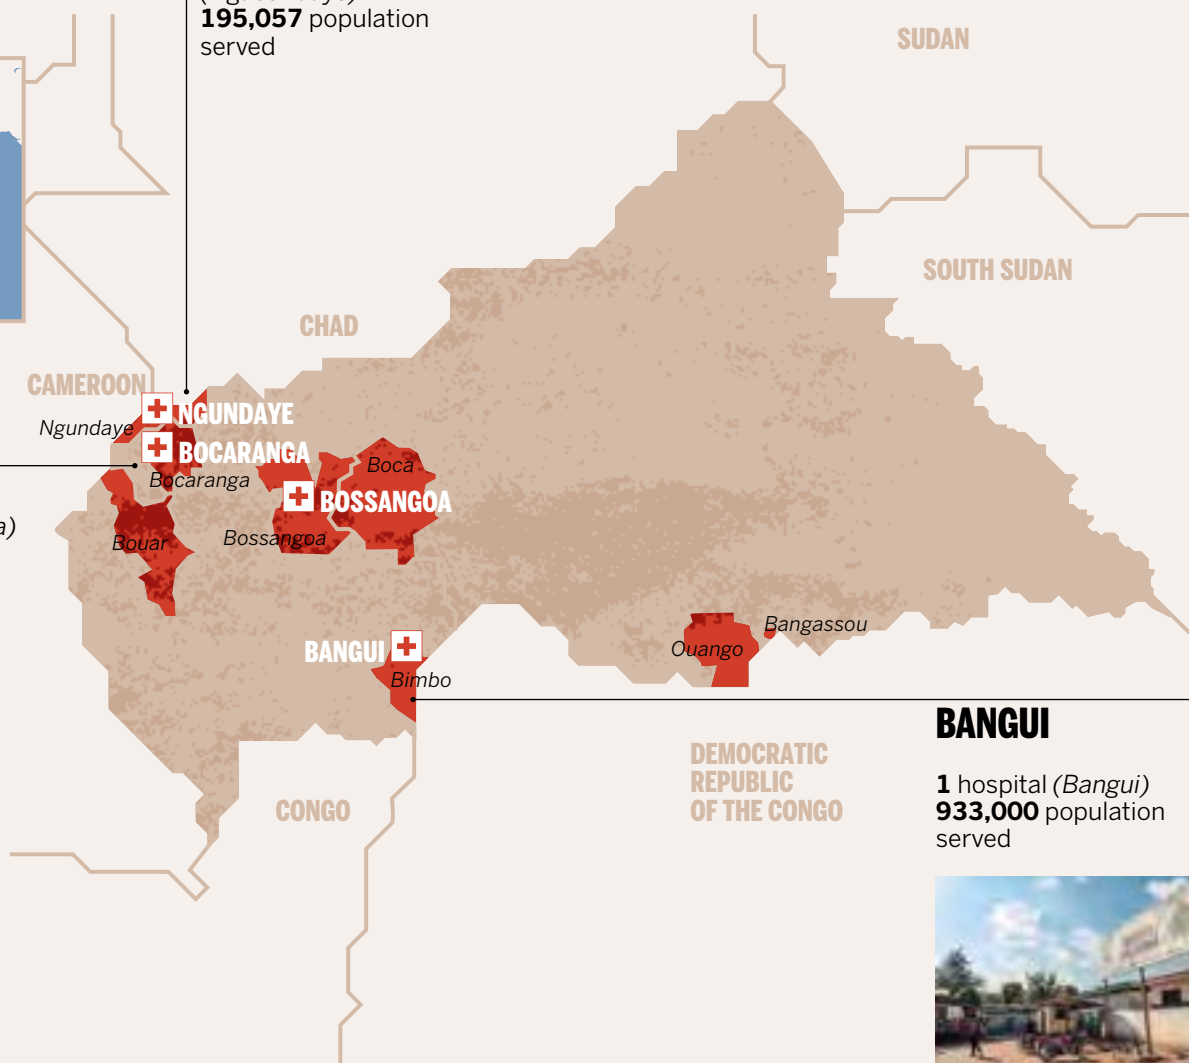 195,057 population
served
SUDAN
SOUTH SUDAN
CHAD
CAMEROON
NGUNDAYE
Ngundaye
BOCARANGA
Bocaranga
Boca
BOSSANGOA
a)
Bossangoa
Bouar
BANGUI
Bimbo
Ouango
Bangassou
BANGUI
1 hospital (Bangui)
933,000 population
served
DEMOCRATIC
REPUBLIC
OF THE CONGO
CONGO